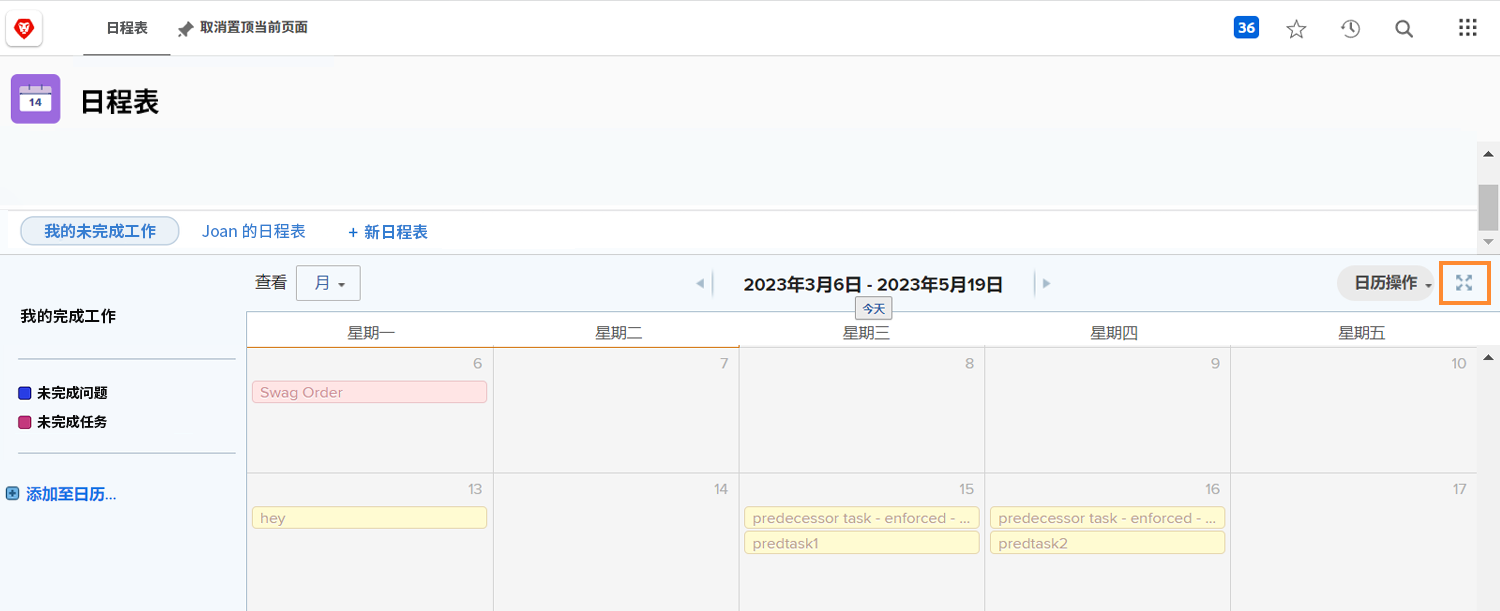 日程表
取消置顶当前页面
36
14
日程表
我的未完成工作
Joan 的日程表
+ 新日程表
查看
月
2023年3月6日 - 2023年5月19日
今天
日历操作
我的完成工作
未完成问题
未完成任务
添加至日历...
星期一
星期二
星期三
星期四
星期五
6
7
8
9
10
Swag Order
13
14
15
16
17
hey
predecessor task - enforced - ...
predecessor task - enforced - ...
predtask1
predtask2